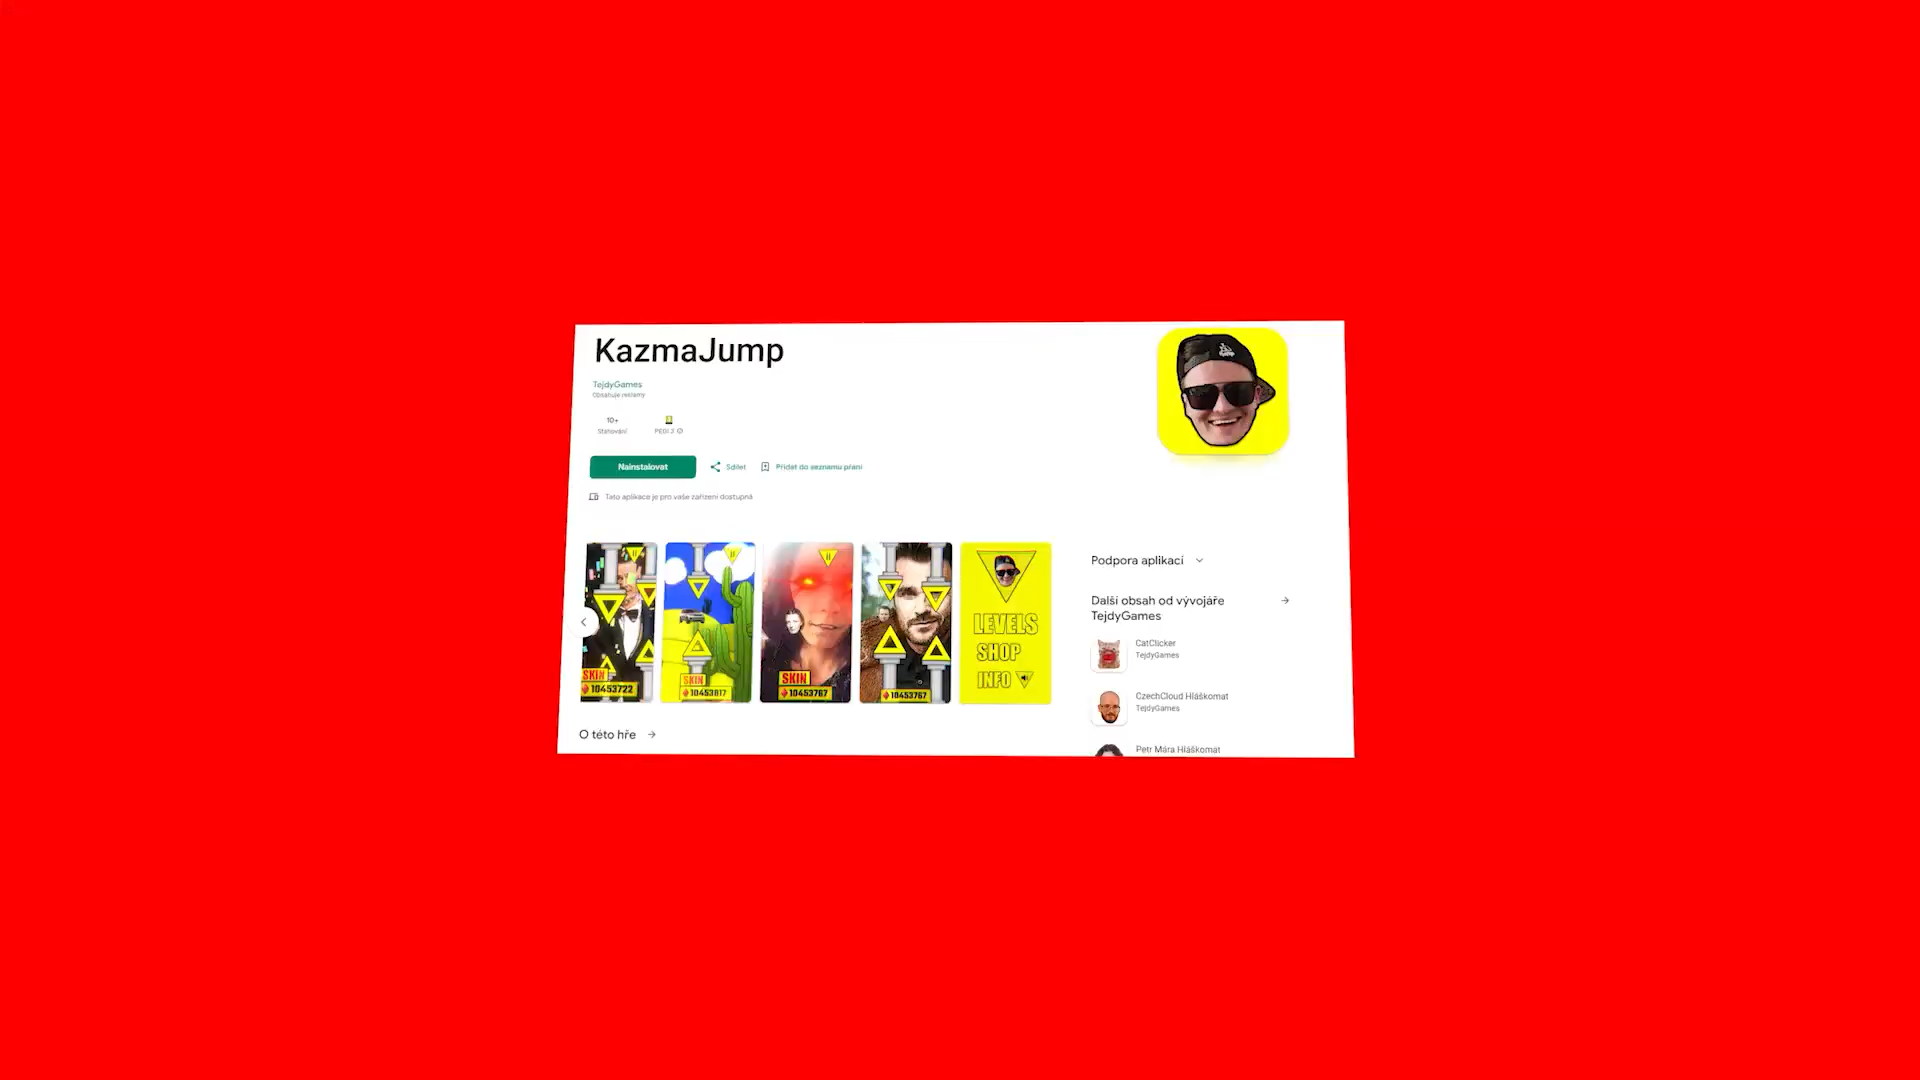 KazmaJump
TejdyGames
Obsahuje reklamy
10+
Stahování
PEGI 3
Nainstalovat
Sdílet
Přidat do seznamu přání
Tato aplikace je pro vaše zařízení dostupná
SKIN
10453722
SKIN
10453817
SKIN
10453767
10453767
LEVELS
SHOP
INFO
Podpora aplikací
Další obsah od vývojáře
TejdyGames
CatClicker
TejdyGames
CzechCloud Hláškomat
TejdyGames
Petr Mára Hláškomat
O této hře